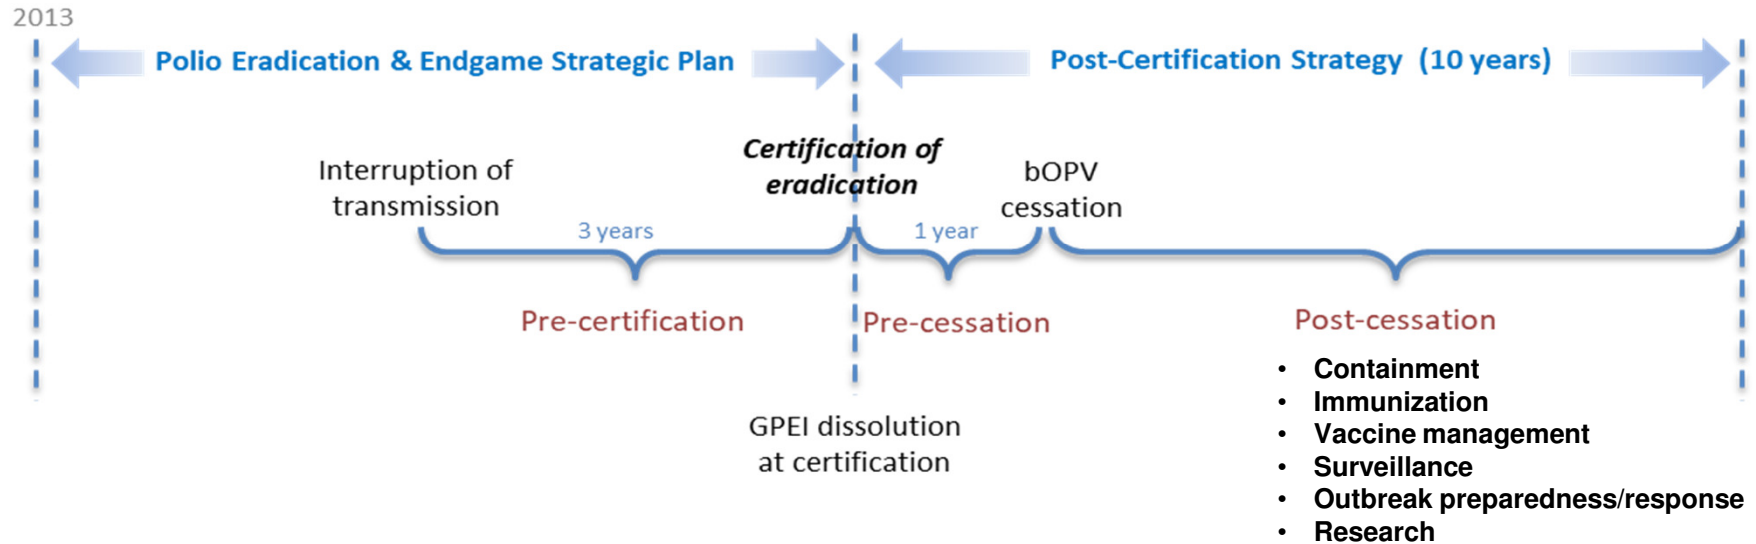 2013
Polio Eradication & Endgame Strategic Plan
Post-Certification Strategy (10 years)
Interruption of
transmission
Certification of
eradication
bOPV
cessation
3 years
1 year
Pre-certification
Pre-cessation
Post-cessation
GPEI dissolution
at certification
• Containment
• Immunization
• Vaccine management
• Surveillance
• Outbreak preparedness/response
• Research